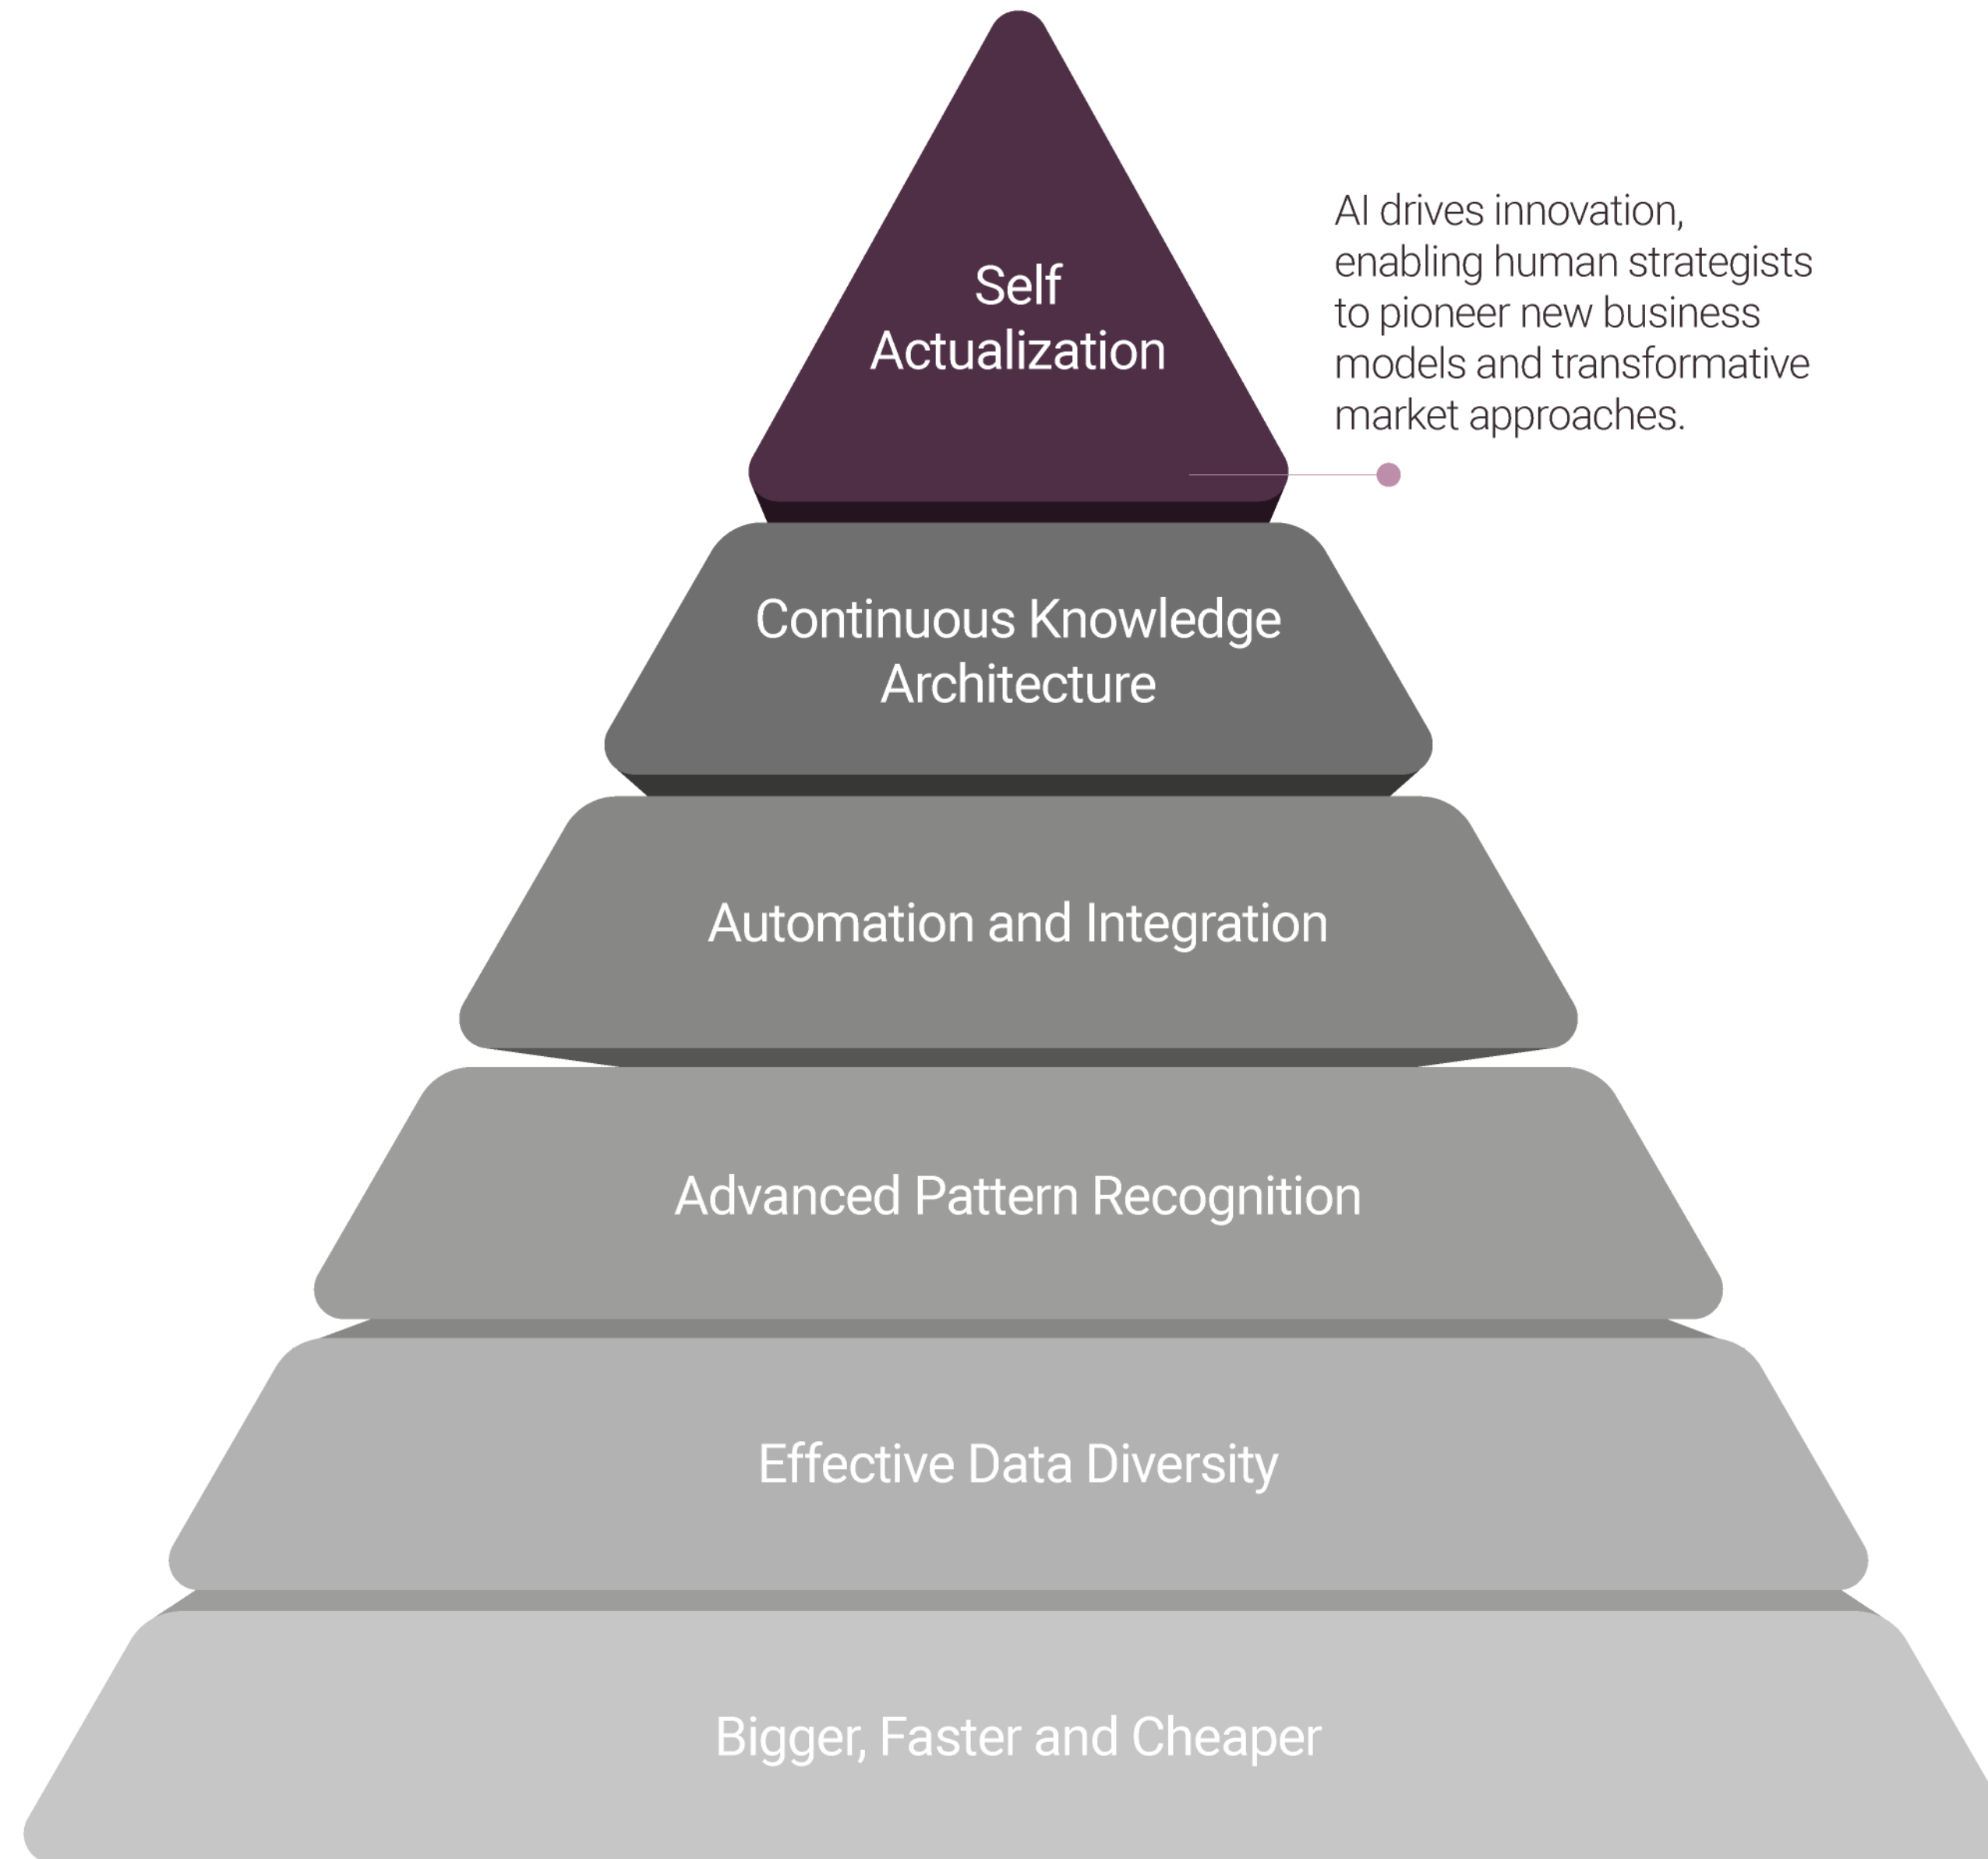 Self
Actualization
AI drives innovation,
enabling human strategists
to pioneer new business
models and transformative
market approaches.
Continuous Knowledge
Architecture
Automation and Integration
Advanced Pattern Recognition
Effective Data Diversity
Bigger, Faster and Cheaper